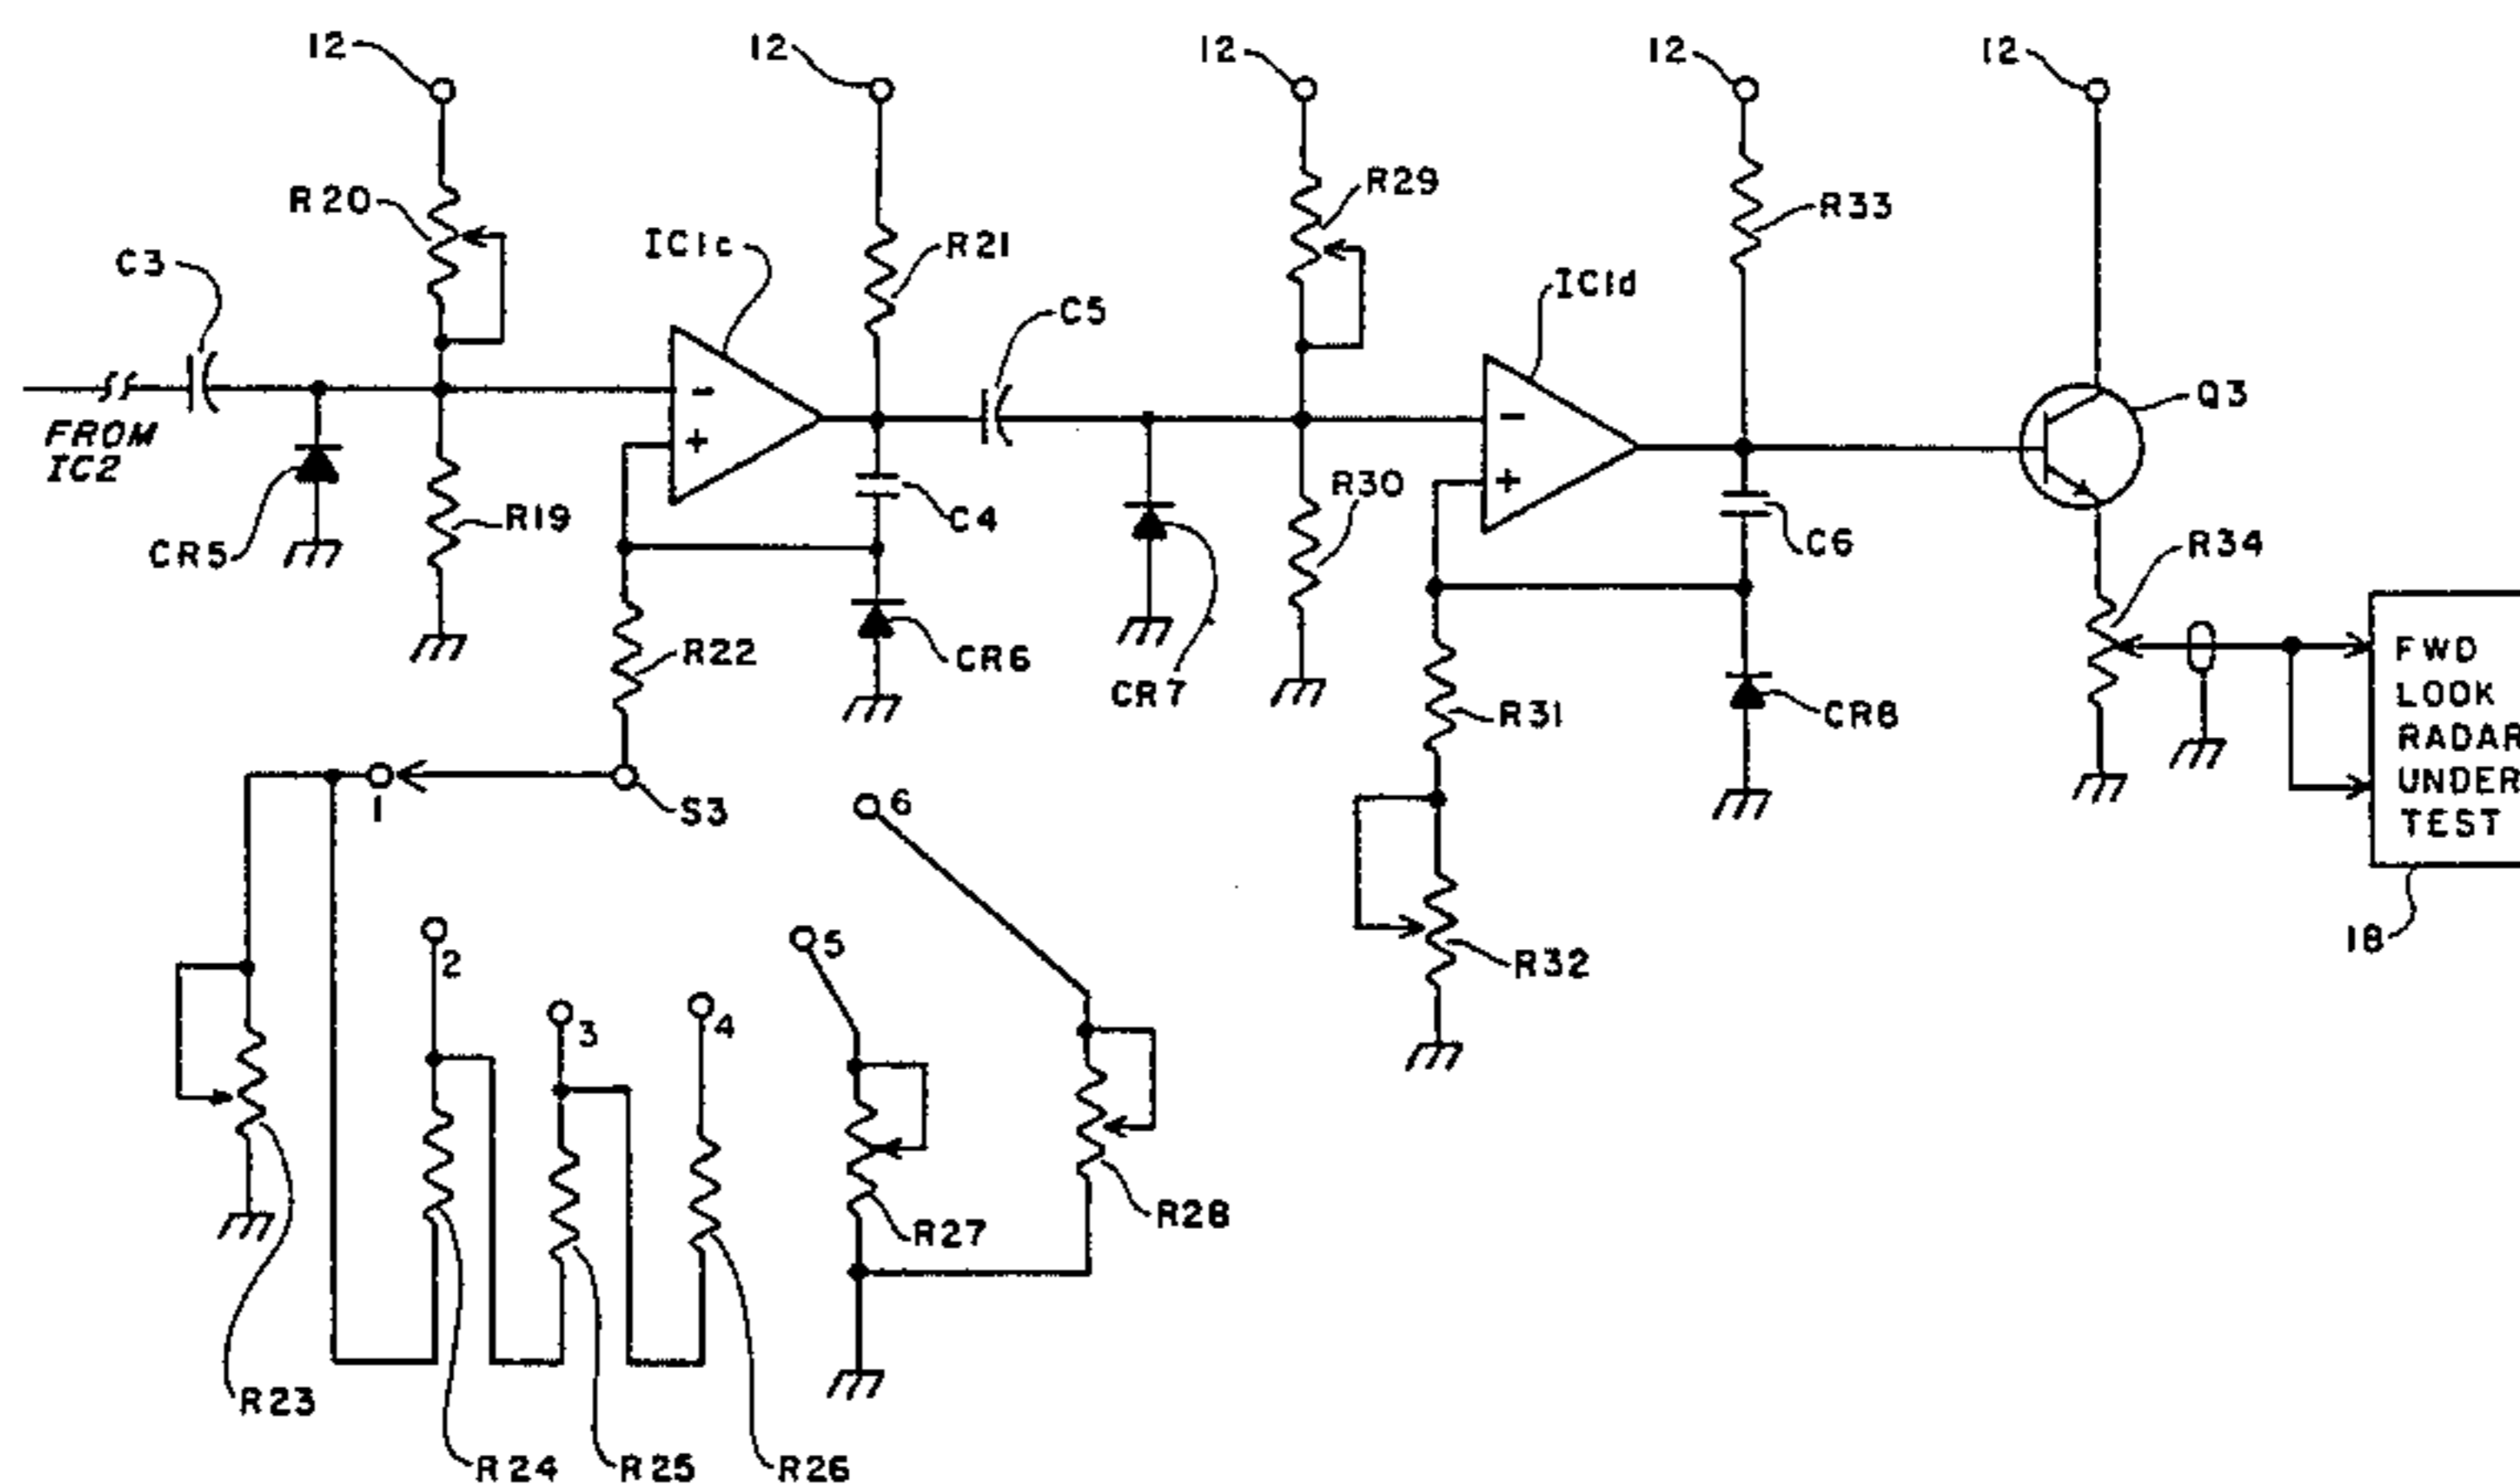 12
12
12
12
12
R20
R29
R33
C3
IC1c
R21
IC1d
C5
Q3
-
-
FROM
IC2
+
+
R30
R19
C4
C6
R34
CR5
R22
CR6
CR7
R31
CR8
FWD
LOOK
RADAR
UNDER
TEST
1
S3
6
18
2
5
R32
3
4
R27
R28
R23
R24
R25
R26